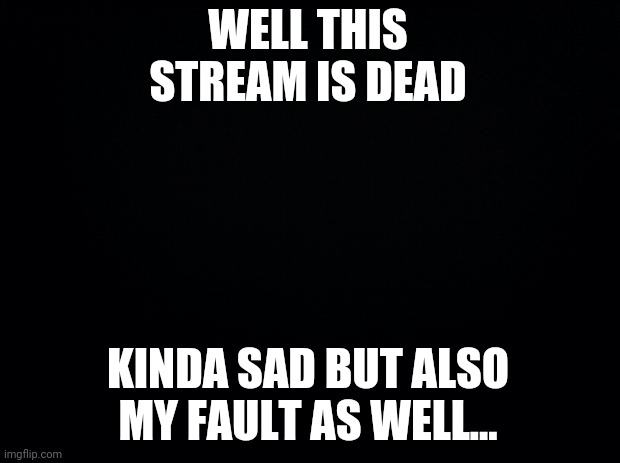 WELL THIS
STREAM IS DEAD
KINDA SAD BUT ALSO
MY FAULT AS WELL...
imgflip.com